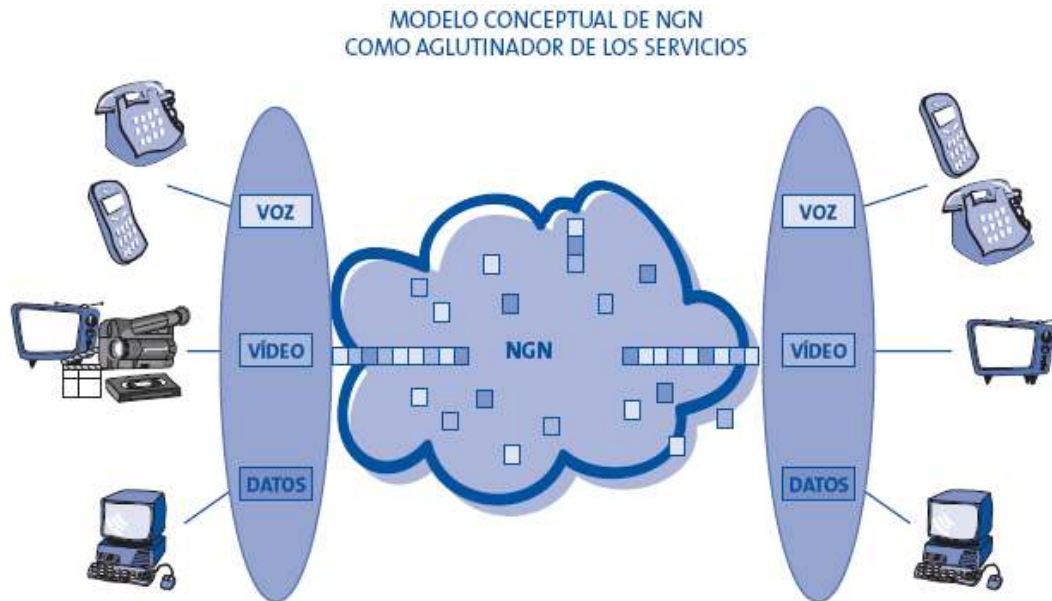 MODELO CONCEPTUAL DE NGN
COMO AGLUTINADOR DE LOS SERVICIOS
VOZ
VOZ
VÍDEO
NGN
VÍDEO
DATOS
DATOS